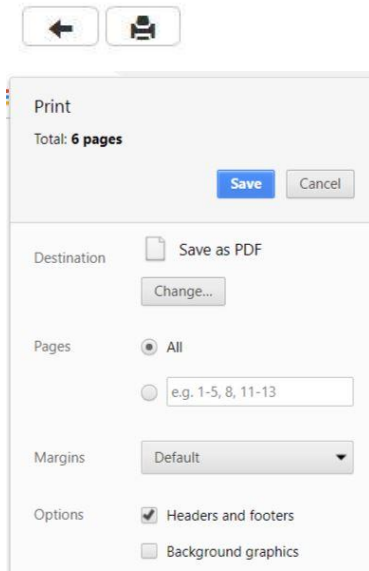 Print
Total: 6 pages
Save Cancel
Destination Save as PDF
Change...
Pages All
e.g. 1-5, 8, 11-13
Margins Default
Options Headers and footers
Background graphics